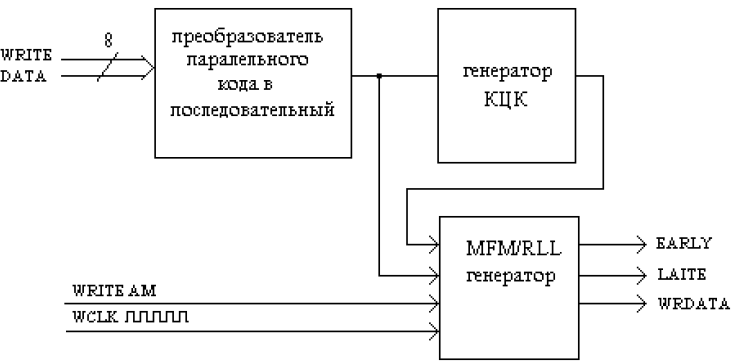 WRITE
DATA
8
преобразователь
паралельного
кода в
последовательный
генератор
КЦК
MFM/RLL
генератор
WRITE AM
WCLK
EARLY
LAITE
WRDATA